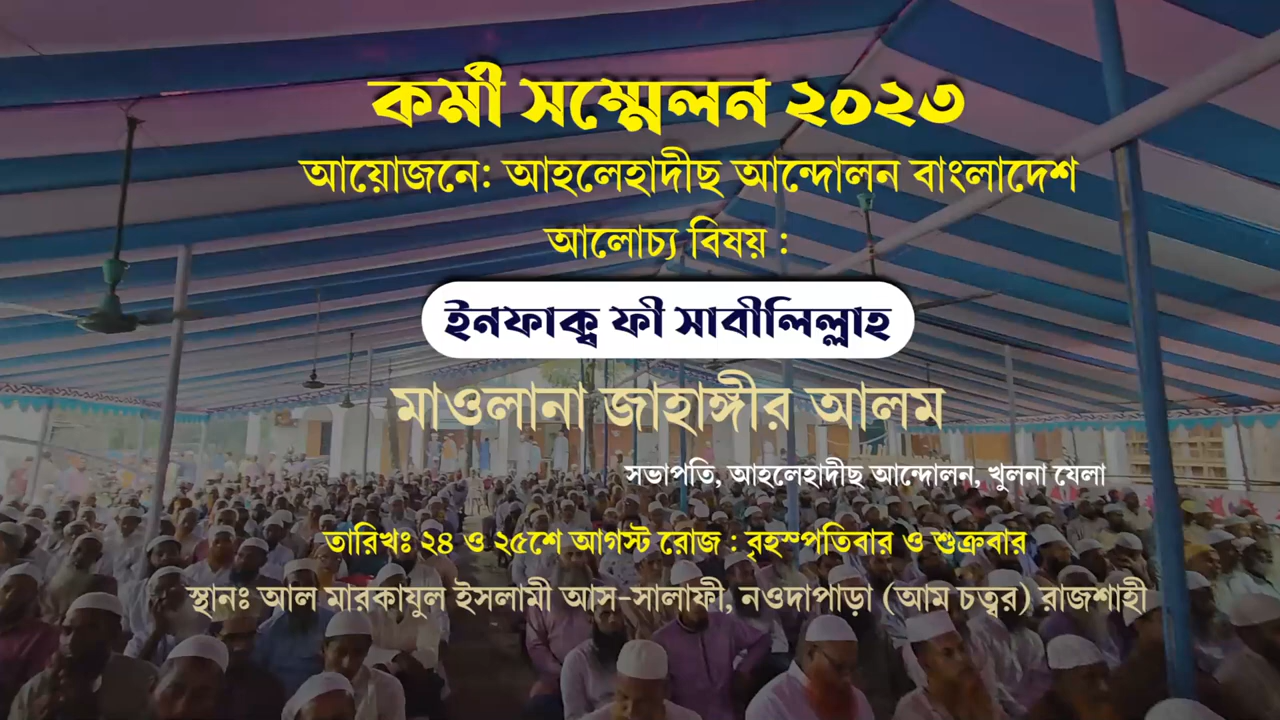 কর্মী সম্মেলন ২০২৩
আয়োজনে: আহলেহাদীছ আন্দোলন বাংলাদেশ
আলোচ্য বিষয় :
ইনফাক্ব ফী সাবীলিল্লাহ
মাওলানা জাহাঙ্গীর আলম
সভাপতি, আহলেহাদীছ আন্দোলন, খুলনা যেলা
তারিখঃ ২৪ ও ২৫শে আগস্ট রোজ : বৃহস্পতিবার ও শুক্রবার
স্থানঃ আল মারকাযুল ইসলামী আস-সালাফী, নওদাপাড়া (আম চত্বর) রাজশাহী